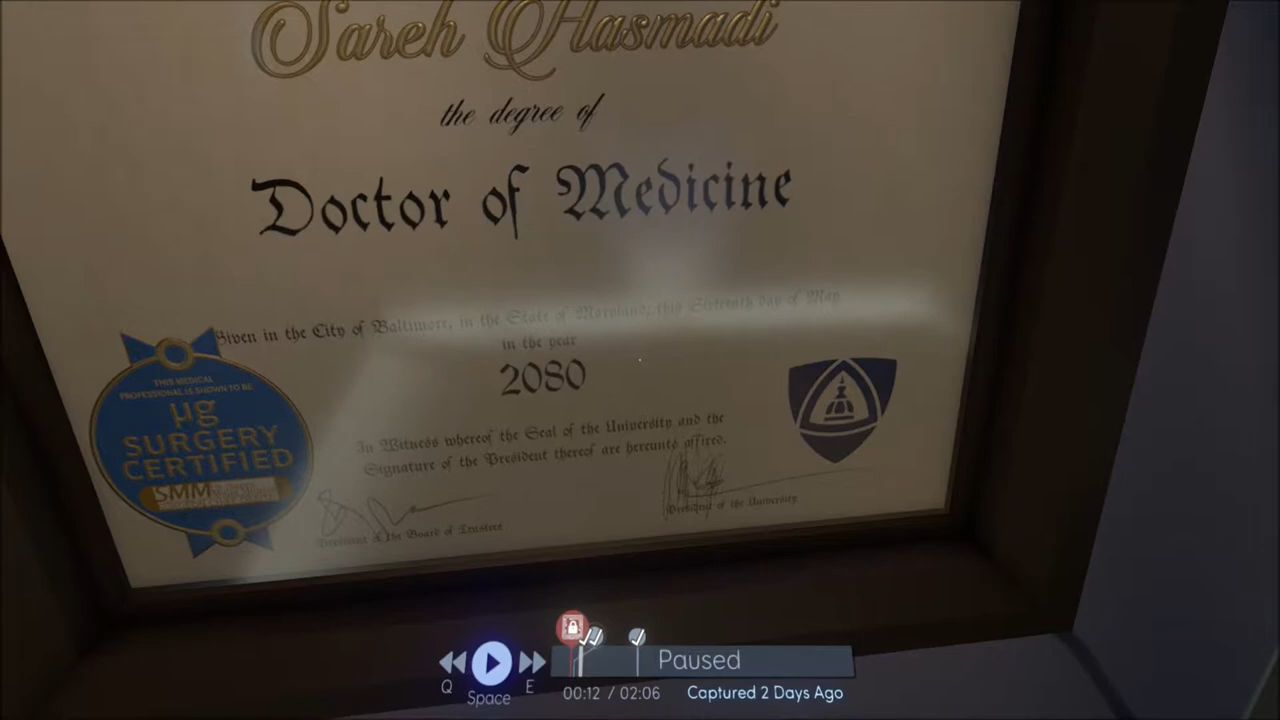 Sareh Hasmadi
the degree of
Doctor of Medicine
Given in the City of Baltimore, in the State of Maryland, this Sixteenth day of May
in the year
2080
THIS MEDICAL
PROFESSIONAL IS SHOWN TO BE
µg
SURGERY
CERTIFIED
SMM
In Witness whereof the Seal of the University and the
Signature of the President thereof are hereunto affixed.
President of the Board of Trustees
President of the University
Paused
Q
Space
E
00:12 / 02:06
Captured 2 Days Ago